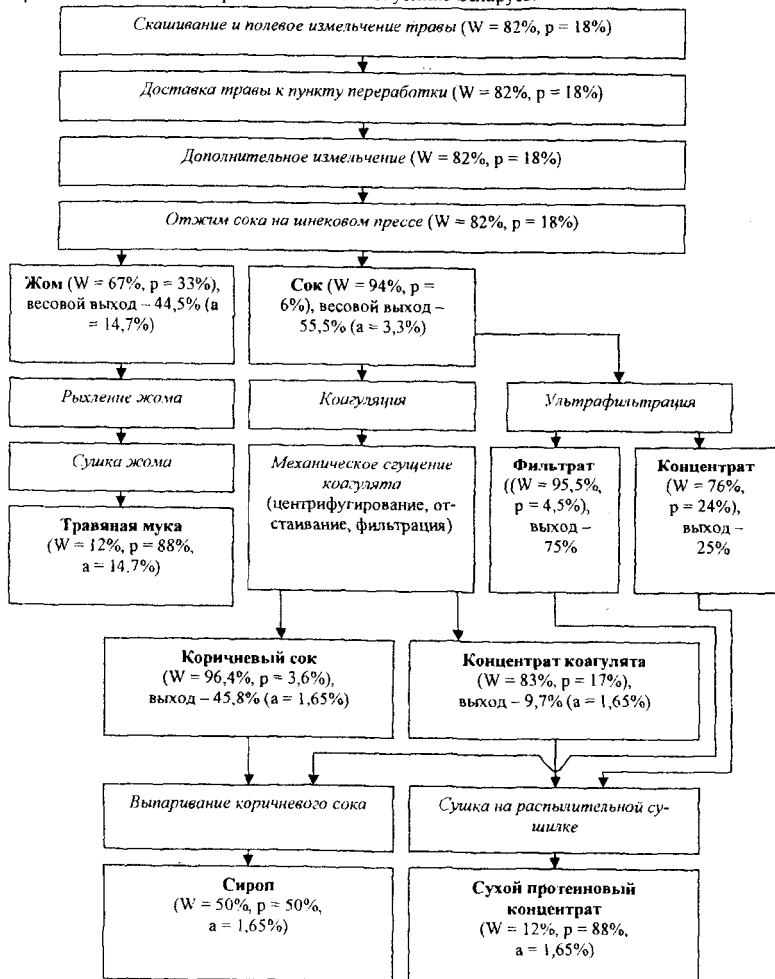 Скашивание и полевое измельчение травы (W = 82%, p = 18%)
Доставка травы к пункту переработки (W = 82%, p = 18%)
Дополнительное измельчение (W = 82%, p = 18%)
Отжим сока на шнековом прессе (W = 82%, p = 18%)
Жом (W = 67%, p = 33%),
весовой выход – 44,5% (a
= 14,7%)
Сок (W = 94%, p =
6%), весовой выход –
55,5% (a = 3,3%)
Рыхление жома
Коагуляция
Ультрафильтрация
Сушка жома
Механическое сгущение
коагулята
(центрифугирование, от-
стаивание, фильтрация)
Фильтрат
((W = 95,5%,
p = 4,5%),
выход –
75%
Концентрат
(W = 76%,
p = 24%),
выход –
25%
Травяная мука
(W = 12%, p = 88%,
a = 14.7%)
Коричневый сок
(W = 96,4%, p = 3,6%),
выход – 45,8% (a = 1,65%)
Концентрат коагулята
(W = 83%, p = 17%),
выход – 9,7% (a = 1,65%)
Выпаривание коричневого сока
Сушка на распылительной су-
шилке
Сироп
(W = 50%, p = 50%,
a = 1,65%)
Сухой протеиновый
концентрат
(W = 12%, p = 88%,
a = 1,65%)